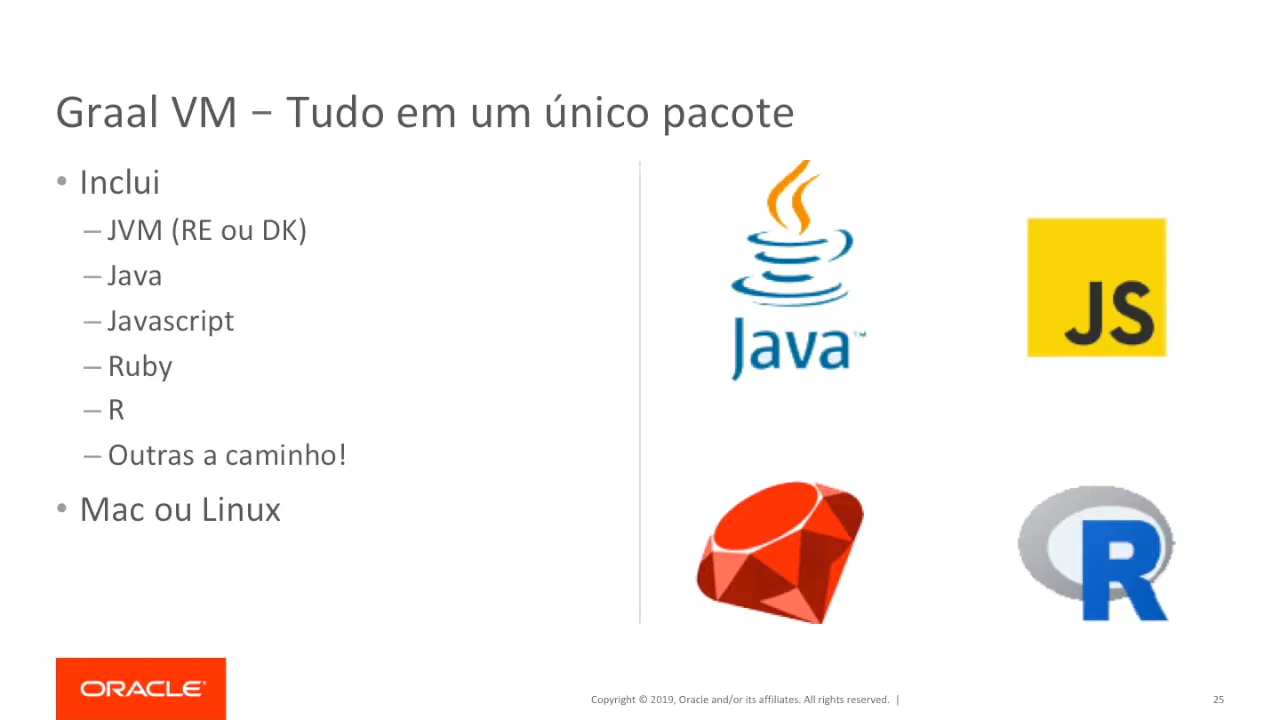 Graal VM – Tudo em um único pacote
• Inclui
– JVM (RE ou DK)
– Java
– Javascript
– Ruby
– R
– Outras a caminho!
• Mac ou Linux
Java™
JS
R
ORACLE®
Copyright © 2019, Oracle and/or its affiliates. All rights reserved. |
25